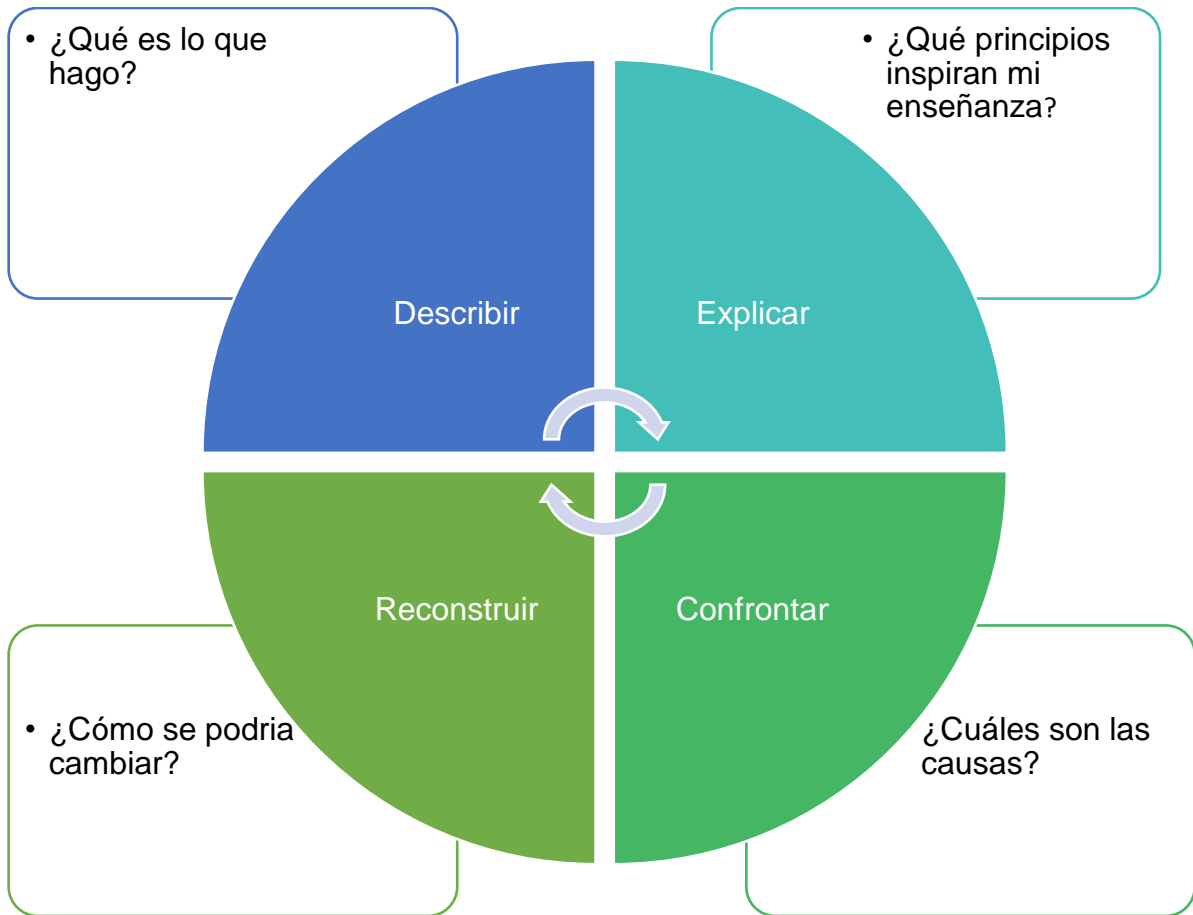 • ¿Qué es lo que
hago?
• ¿Qué principios
inspiran mi
enseñanza?
Describir
Explicar
Reconstruir
Confrontar
• ¿Cómo se podria
cambiar?
¿Cuáles son las
causas?